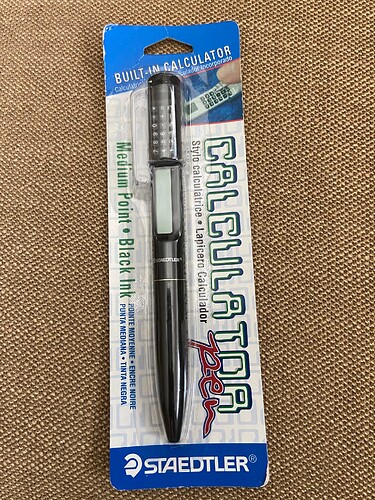 BUILT-IN CALCULATOR
CALCULATOR
pen
Stylo calculatrice • Lapicero Calculador
Medium Point • Black Ink
POINTE MOYENNE • ENCRE NOIRE
PUNTA MEDIANA • TINTA NEGRA
STAEDTLER
STAEDTLER®